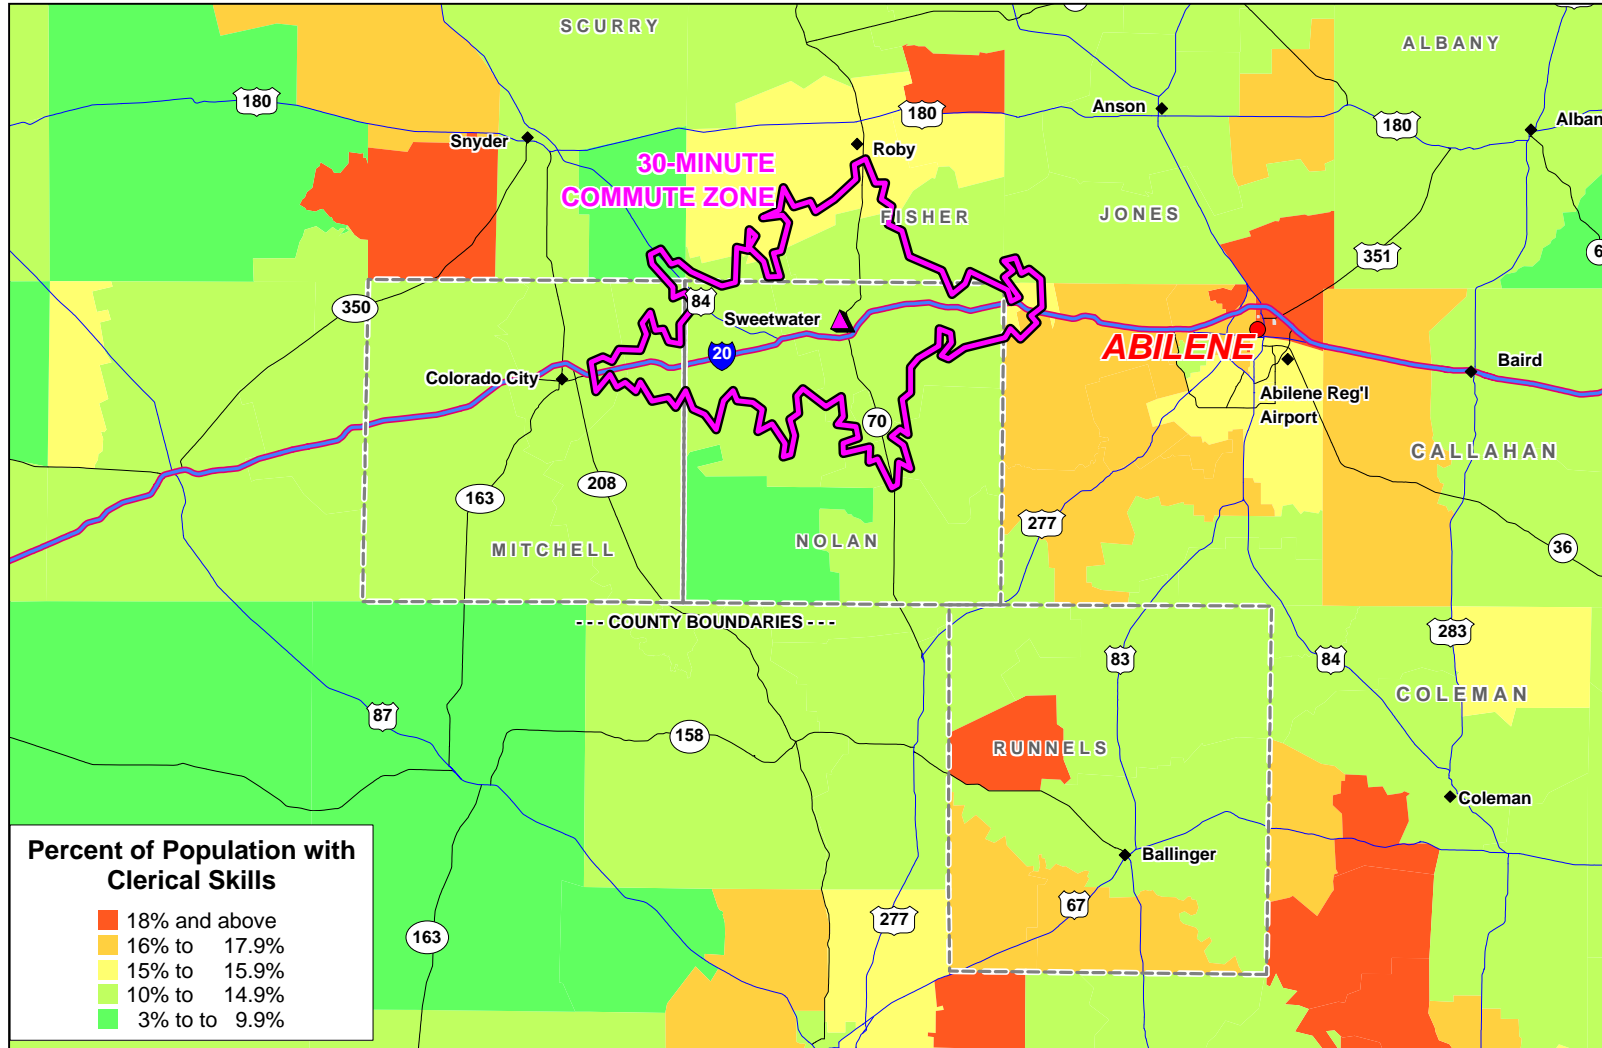 SCURRY
ALBANY
180
Anson
180
180
Snyder
Roby
Alban
30-MINUTE
COMMUTE ZONE
FISHER
JONES
351
6
350
84
Sweetwater
20
ABILENE
Baird
Colorado City
Abilene Reg'l
Airport
70
CALLAHAN
163
208
277
NOLAN
MITCHELL
36
--- COUNTY BOUNDARIES ---
283
83
84
COLEMAN
87
158
RUNNELS
Coleman
Ballinger
67
277
163
Percent of Population with
Clerical Skills
18% and above
16% to 17.9%
15% to 15.9%
10% to 14.9%
3% to to 9.9%